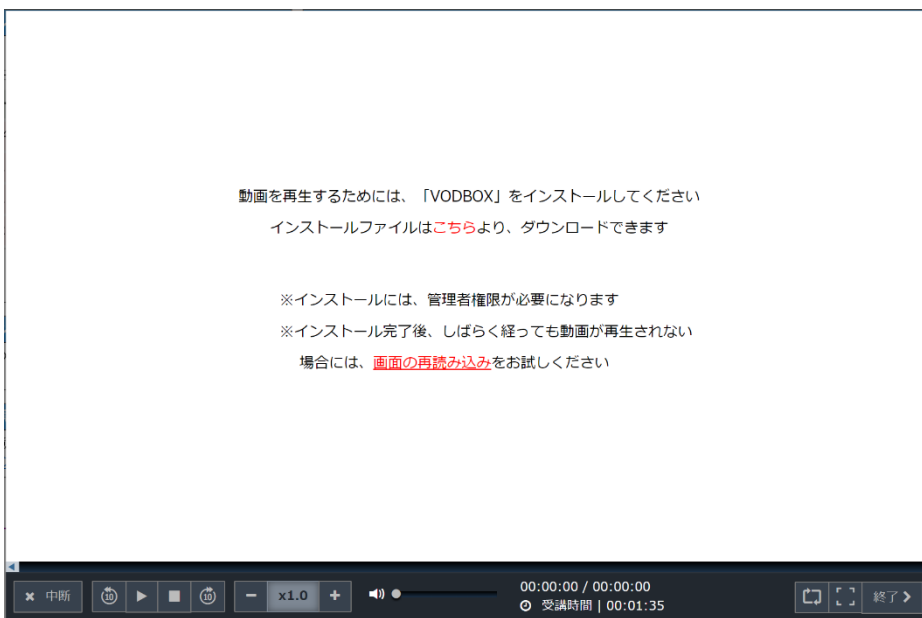 動画を再生するためには、「VODBOX」をインストールしてください
インストールファイルはこちらより、ダウンロードできます
※インストールには、管理者権限が必要になります
※インストール完了後、しばらく経っても動画が再生されない
場合には、画面の再読み込みをお試しください
00:00:00 / 00:00:00
× 中断 10 10 − x1.0 + 終了
受講時間 | 00:01:35